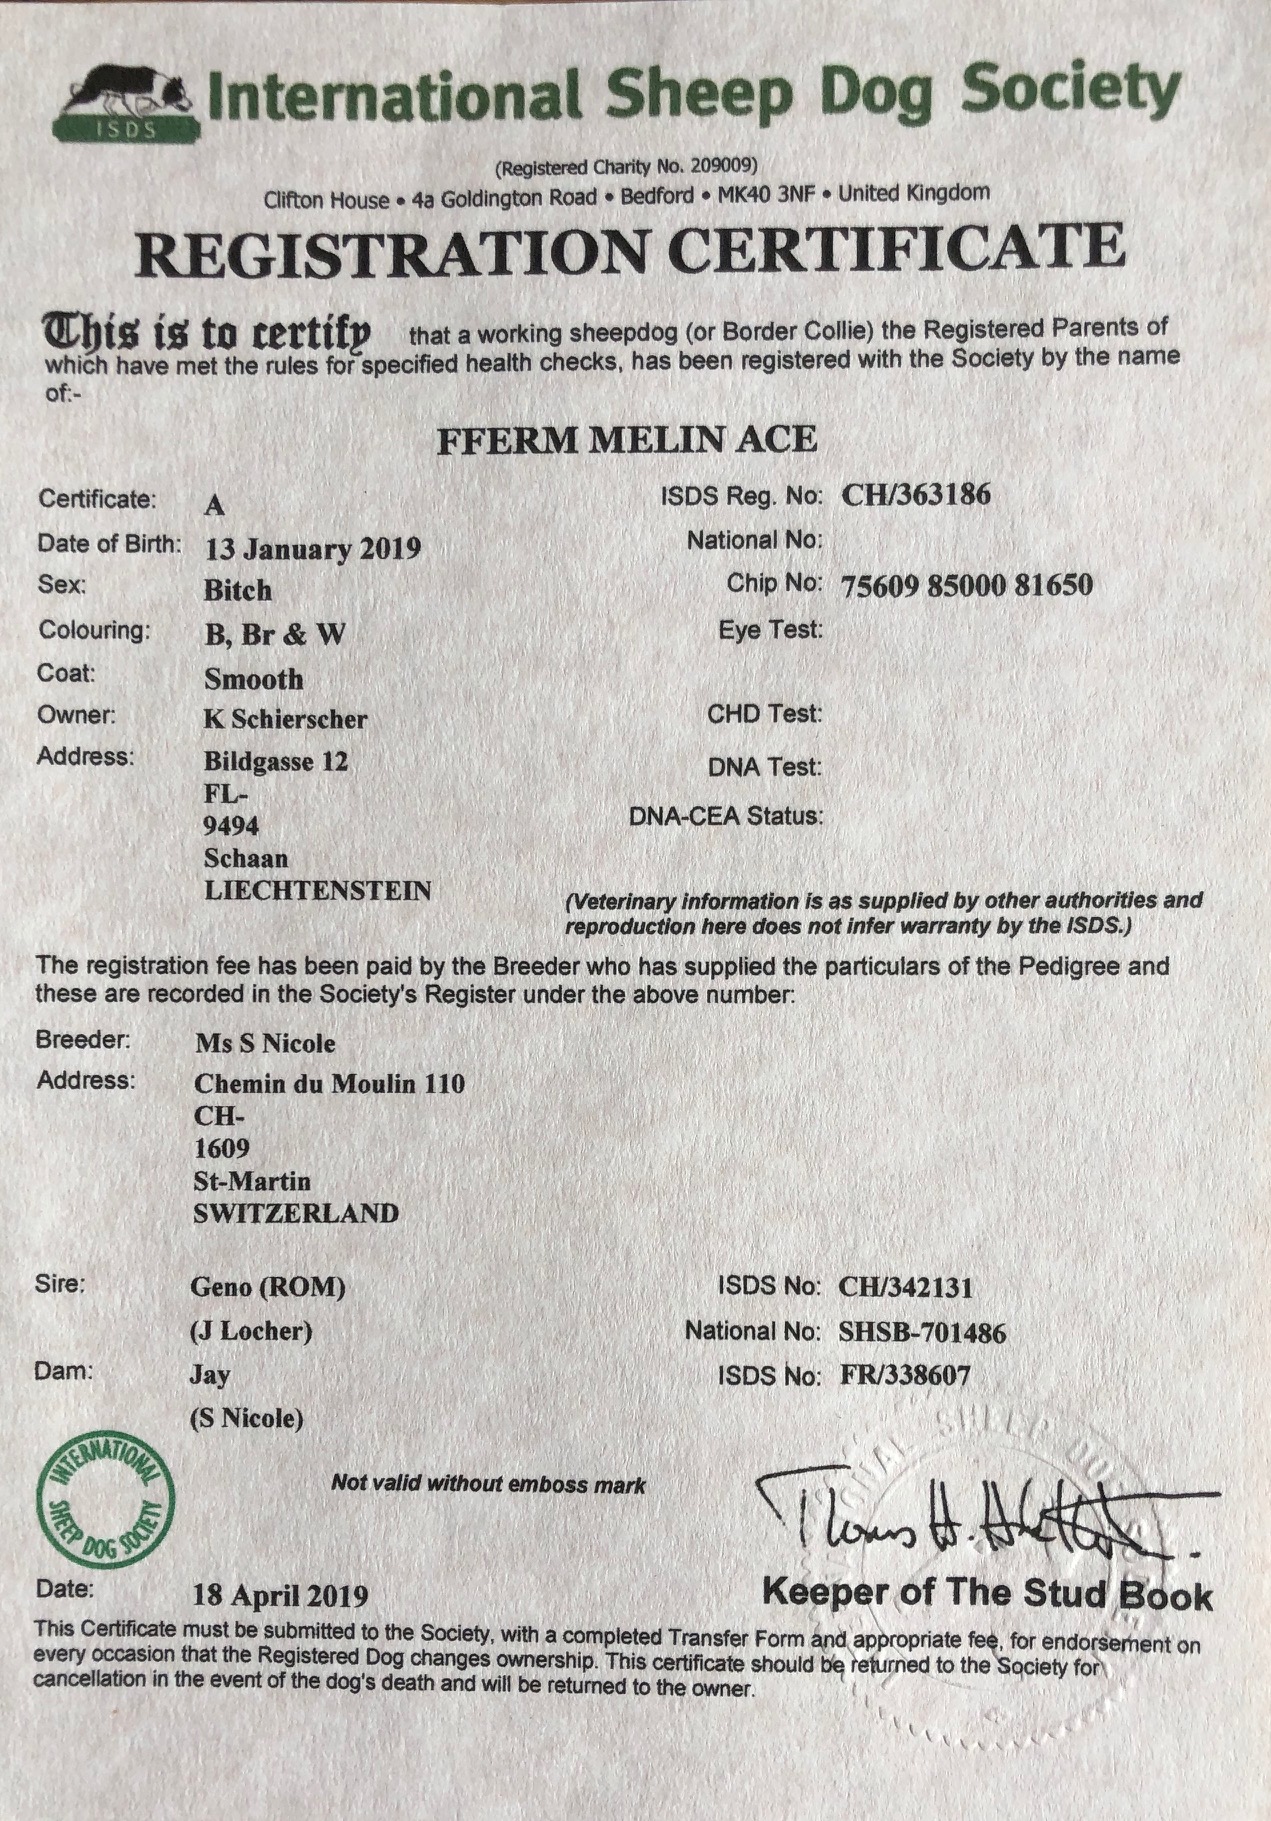 ISDS
International Sheep Dog Society
(Registered Charity No. 209009)
Clifton House • 4a Goldington Road • Bedford • MK40 3NF • United Kingdom
REGISTRATION CERTIFICATE
This is to certify that a working sheepdog (or Border Collie) the Registered Parents of
which have met the rules for specified health checks, has been registered with the Society by the name
of:-
FFERM MELIN ACE
Certificate: A
ISDS Reg. No: CH/363186
Date of Birth: 13 January 2019
National No:
Sex: Bitch
Chip No: 75609 85000 81650
Colouring: B, Br & W
Eye Test:
Coat: Smooth
Owner: K Schierscher
CHD Test:
Address: Bildgasse 12
DNA Test:
FL-
9494
DNA-CEA Status:
Schaan
LIECHTENSTEIN
(Veterinary information is as supplied by other authorities and
reproduction here does not infer warranty by the ISDS.)
The registration fee has been paid by the Breeder who has supplied the particulars of the Pedigree and
these are recorded in the Society's Register under the above number:
Breeder: Ms S Nicole
Address: Chemin du Moulin 110
CH-
1609
St-Martin
SWITZERLAND
Sire: Geno (ROM)
ISDS No: CH/342131
(J Locher)
National No: SHSB-701486
Dam: Jay
ISDS No: FR/338607
(S Nicole)
INTERNATIONAL
SHEEP DOG SOCIETY
Not valid without emboss mark
Thomas H.
Keeper of The Stud Book
Date: 18 April 2019
This Certificate must be submitted to the Society, with a completed Transfer Form and appropriate fee, for endorsement on
every occasion that the Registered Dog changes ownership. This certificate should be returned to the Society for
cancellation in the event of the dog's death and will be returned to the owner.